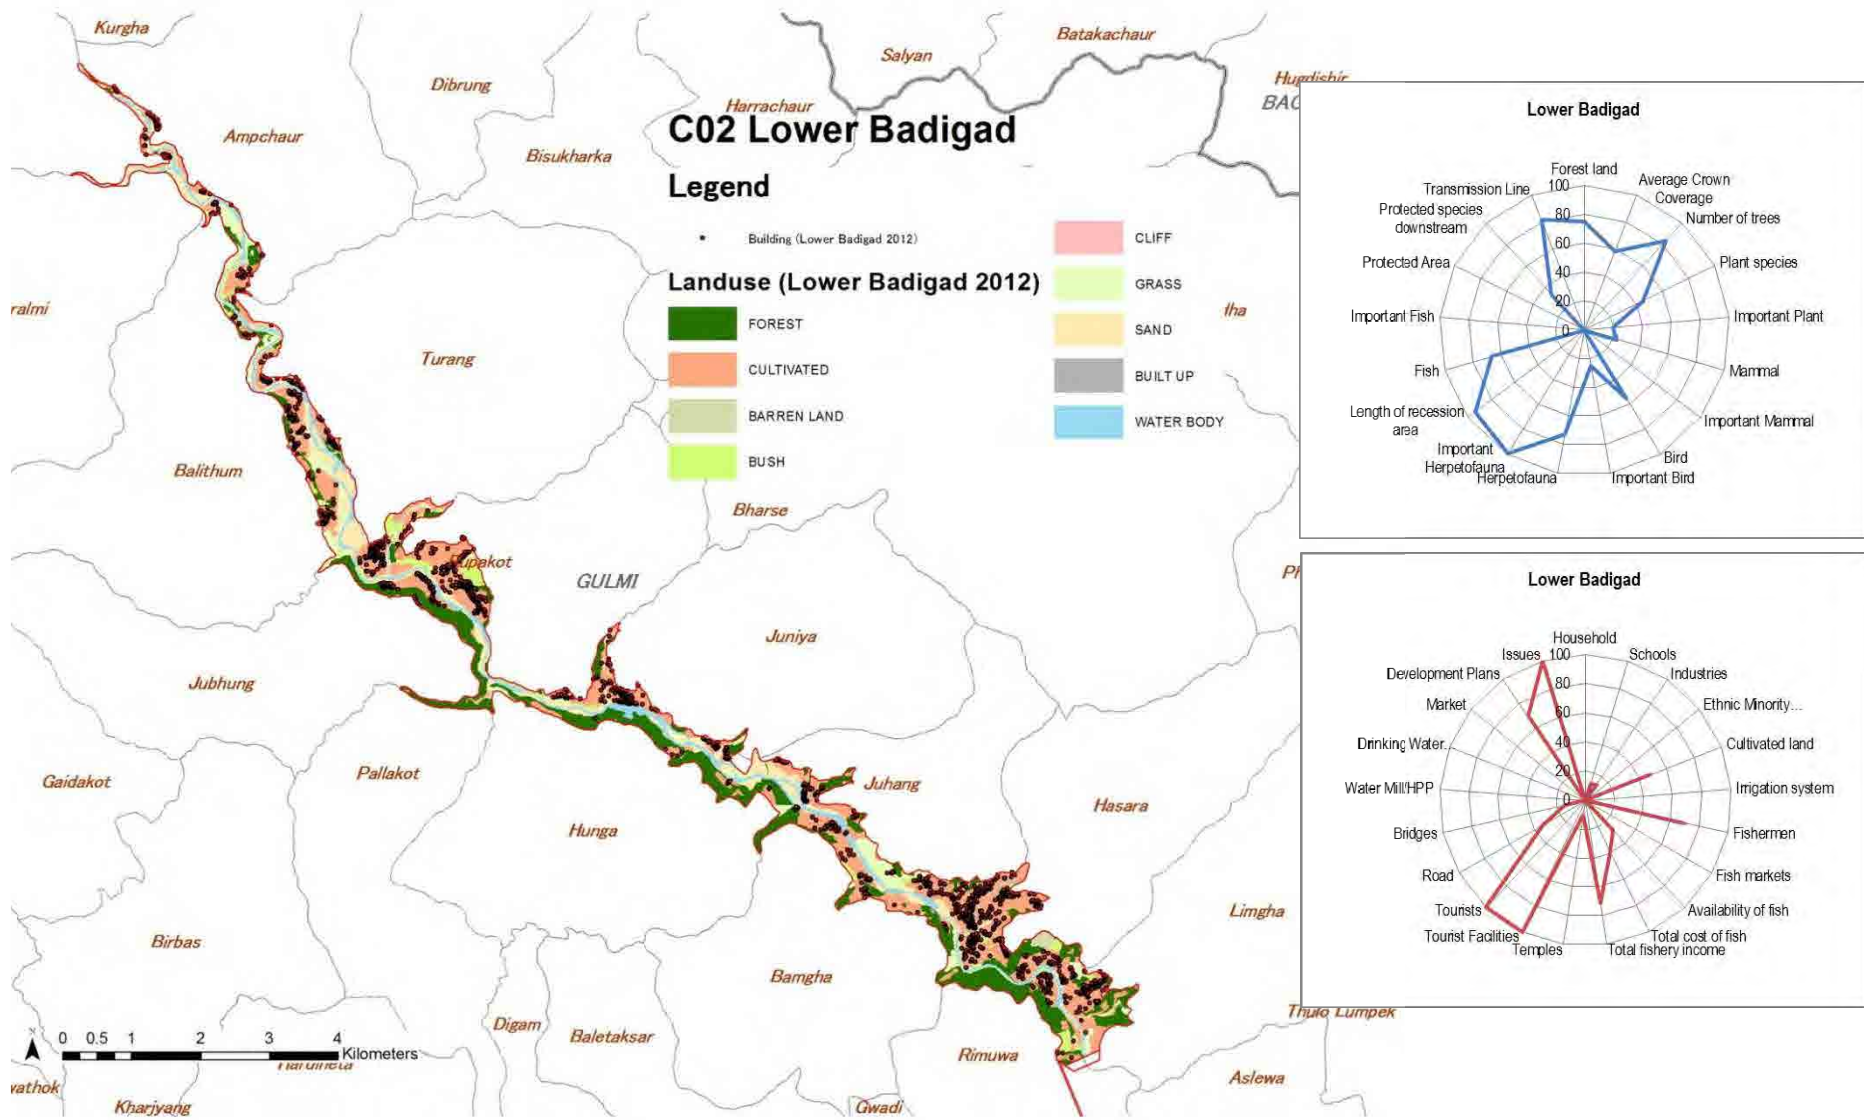 Kurgha
Salyan
Batakachaur
Dibrung
Hugdishir
Harrachaur
Ampchaur
Bisukharka
Turang
Balithum
Bharse
GULMI
Juniya
Jubhung
Gaidakot
Pallakot
Juhang
Hasara
Hunga
Birbas
Limgha
Bamgha
Digam
Baletaksar
Rimuwa
Thulo Lumpek
Aslewa
Kharjyang
Gwadi
C02 Lower Badigad
Legend
Building (Lower Badigad 2012)
Landuse (Lower Badigad 2012)
FOREST
CULTIVATED
BARREN LAND
BUSH
CLIFF
GRASS
SAND
BUILT UP
WATER BODY
0 0.5 1 2 3 4
Kilometers
Lower Badigad
Forest land
Average Crown
Coverage
Number of trees
Plant species
Important Plant
Mammal
Important Mammal
Bird
Important Bird
Herpetofauna
Important
Herpetofauna
Length of recession
area
Fish
Important Fish
Protected Area
Protected species
downstream
Transmission Line
100
80
60
40
20
0
Lower Badigad
Household
Schools
Industries
Ethnic Minority...
Cultivated land
Irrigation system
Fishermen
Fish markets
Availability of fish
Total cost of fish
Total fishery income
Temples
Tourist Facilities
Tourists
Road
Bridges
Water Mill/HPP
Drinking Water...
Market
Development Plans
Issues
100
80
60
40
20
0